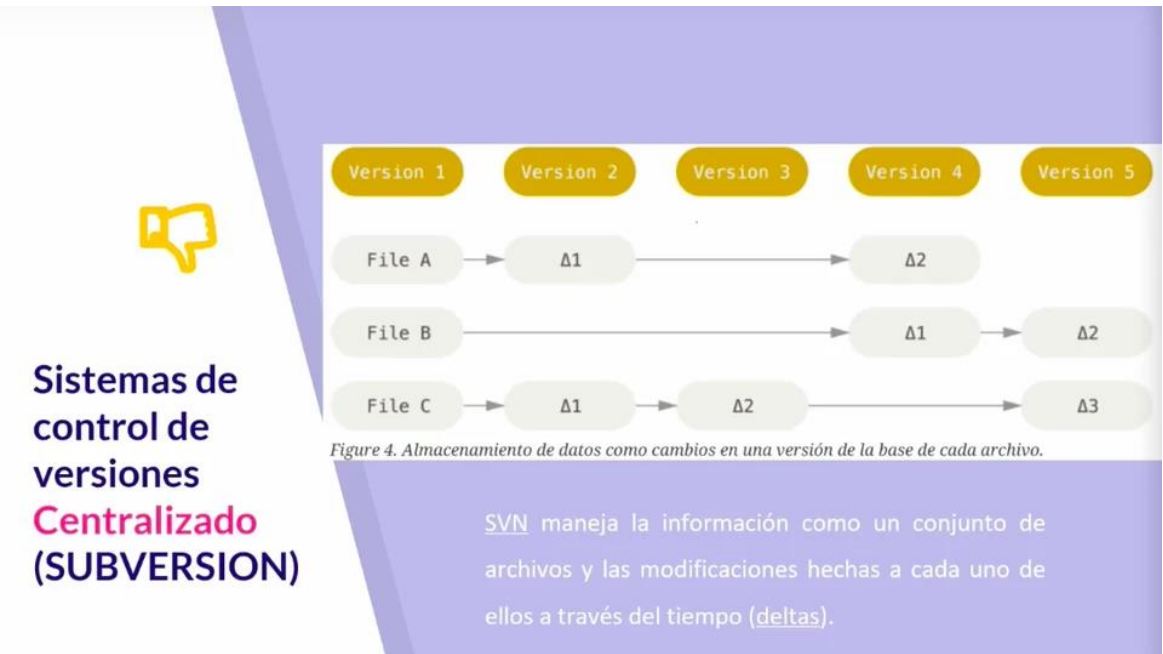 Sistemas de
control de
versiones
Centralizado
(SUBVERSION)
Version 1 Version 2 Version 3 Version 4 Version 5
File A Δ1 Δ2
File B Δ1 Δ2
File C Δ1 Δ2 Δ3
Figure 4. Almacenamiento de datos como cambios en una versión de la base de cada archivo.
SVN maneja la información como un conjunto de
archivos y las modificaciones hechas a cada uno de
ellos a través del tiempo (deltas).